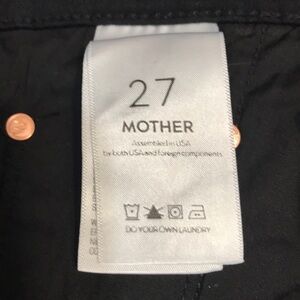 27
MOTHER
Assembled in USA
by both USA and foreign components
DO YOUR OWN LAUNDRY